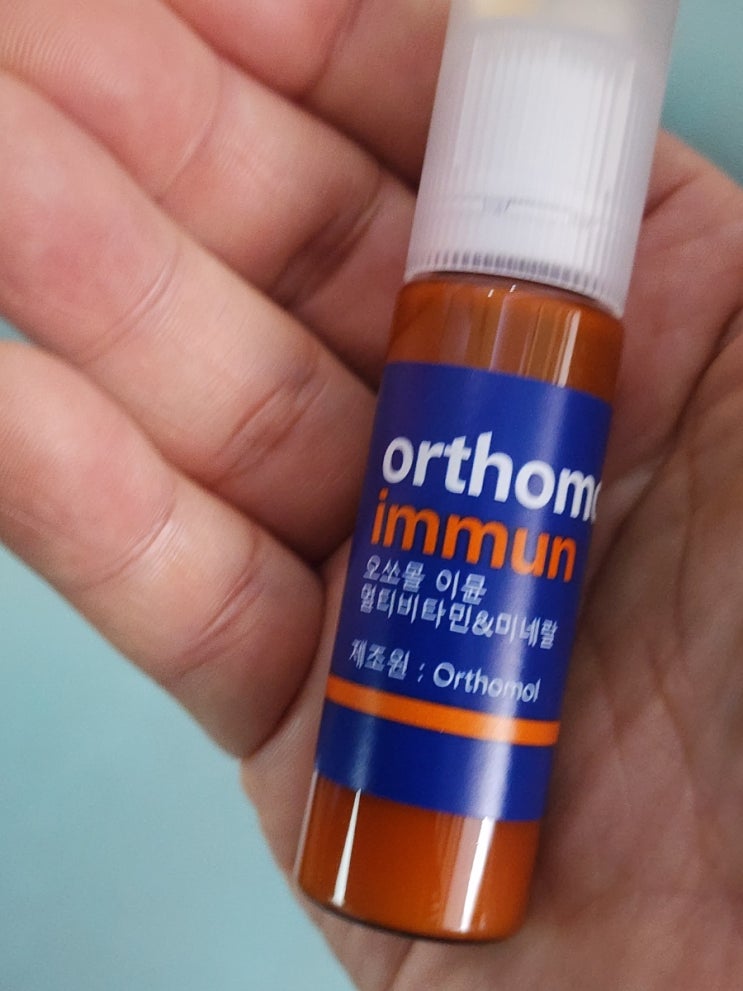 orthomo
immun
오쏘몰 이뮨
멀티비타민&미네랄
제조원 : Orthomol